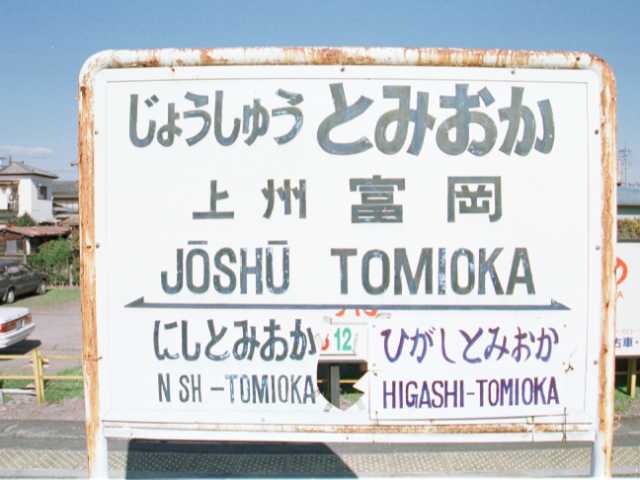 じょうしゅう とみおか
上州 富岡
JŌSHŪ TOMIOKA
にしとみおか
12
ひがしとみおか
N SH-TOMIOKA
HIGASHI-TOMIOKA